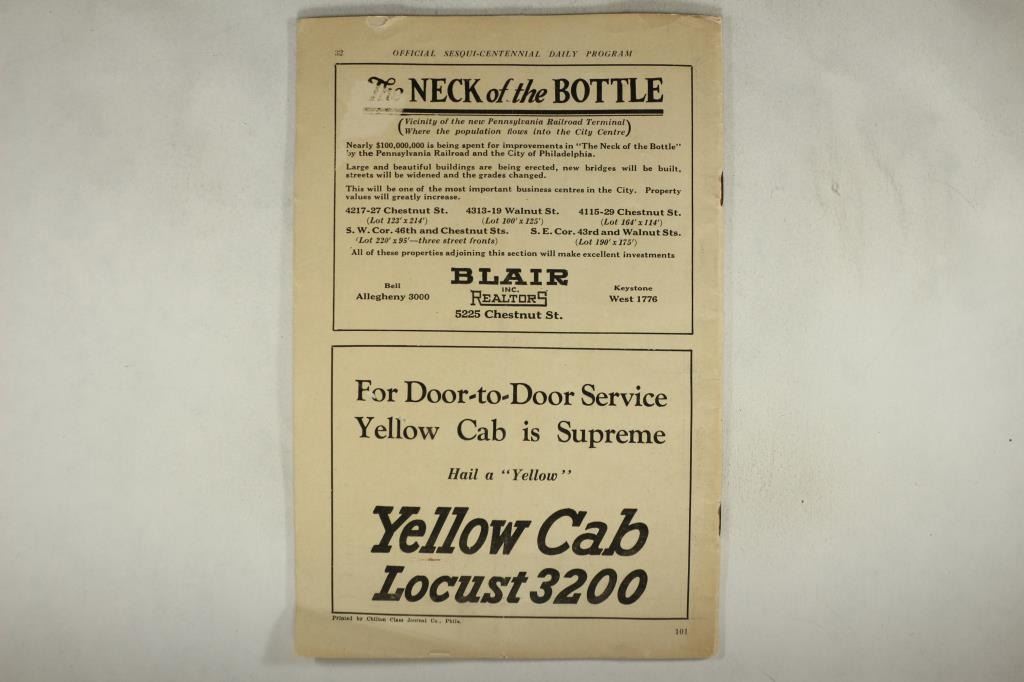 32 OFFICIAL SESQUI-CENTENNIAL DAILY PROGRAM
The NECK of the BOTTLE
(Vicinity of the new Pennsylvania Railroad Terminal
Where the population flows into the City Centre)
Nearly $100,000,000 is being spent for improvements in "The Neck of the Bottle"
by the Pennsylvania Railroad and the City of Philadelphia.
Large and beautiful buildings are being erected, new bridges will be built,
streets will be widened and the grades changed.
This will be one of the most important business centres in the City. Property
values will greatly increase.
4217-27 Chestnut St. 4313-19 Walnut St. 4115-29 Chestnut St.
(Lot 123' x 214') (Lot 100' x 125') (Lot 164' x 114')
S. W. Cor. 46th and Chestnut Sts. S. E. Cor. 43rd and Walnut Sts.
(Lot 220' x 95'—three street fronts) (Lot 190' x 175')
All of these properties adjoining this section will make excellent investments
BLAIR
INC.
REALTORS
Bell Keystone
Allegheny 3000 West 1776
5225 Chestnut St.
For Door-to-Door Service
Yellow Cab is Supreme
Hail a "Yellow"
Yellow Cab
Locust 3200
Printed by Chilton Class Journal Co., Phila.
101